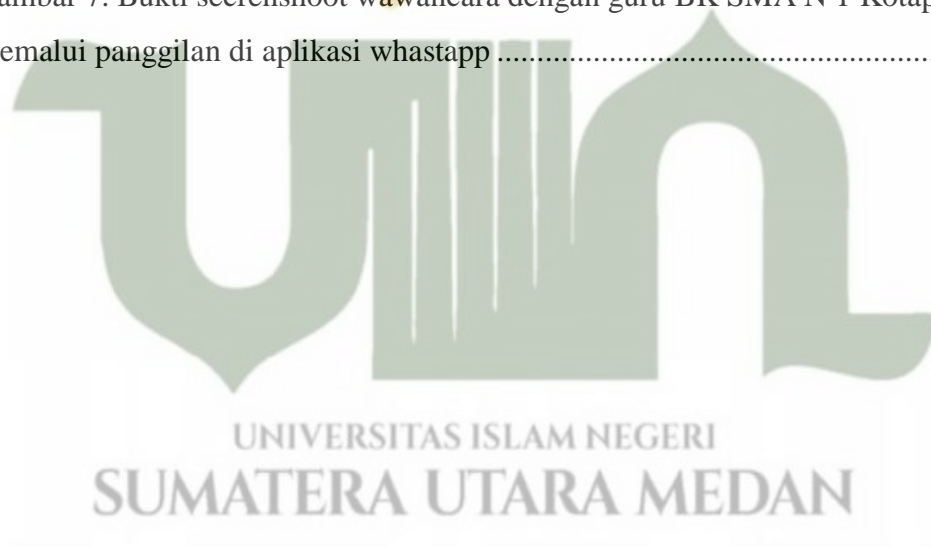 ambar 7. Bukti scerenshoot wawancara dengan guru BK SMA N 1 Kotap
emalui panggilan di aplikasi whastapp ......................................................
UNIVERSITAS ISLAM NEGERI
SUMATERA UTARA MEDAN